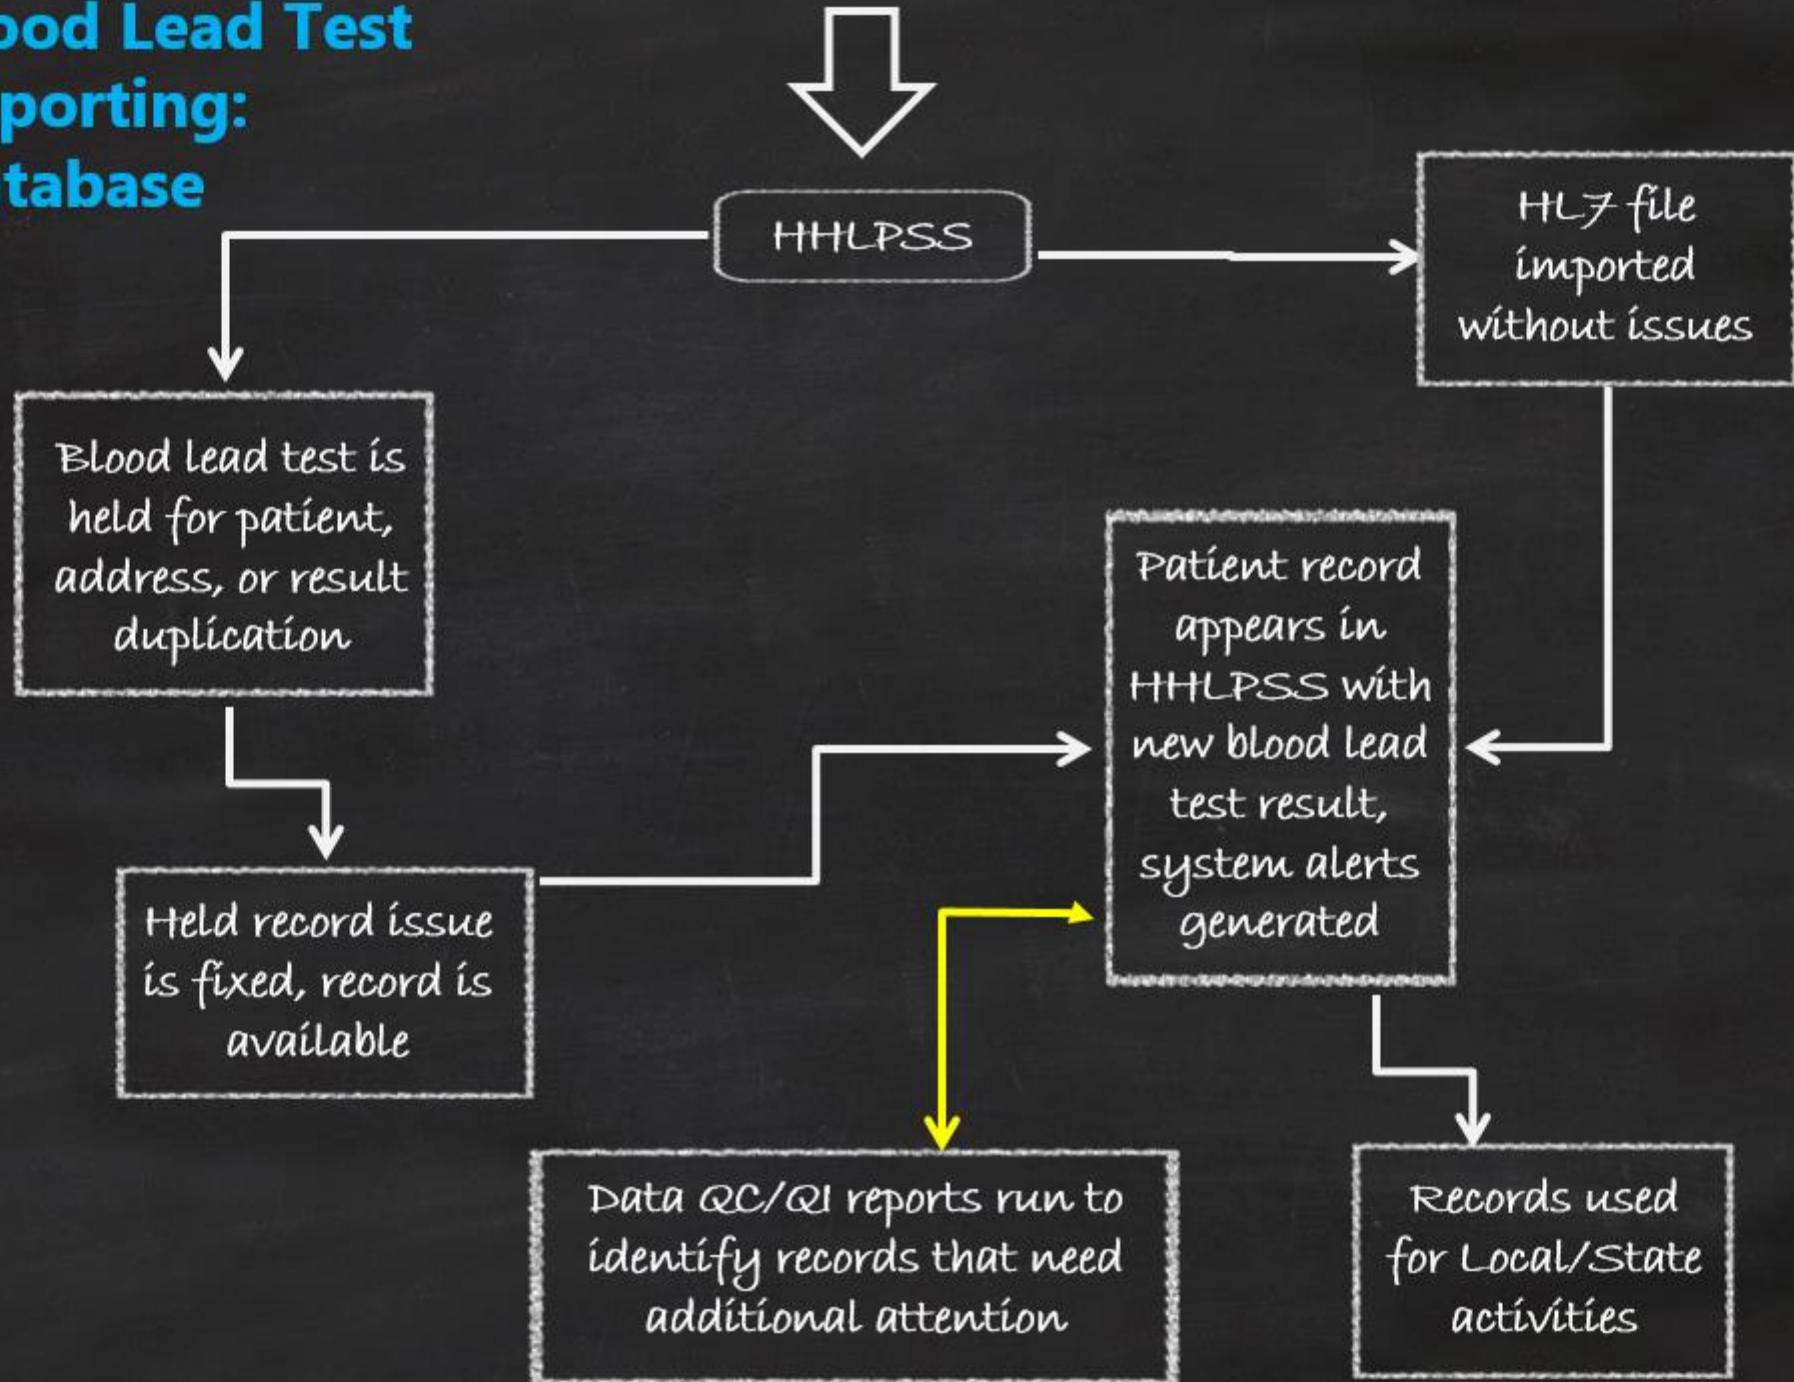 ood Lead Test
porting:
tabase
HHLPSS
HL7 file
imported
without issues
Blood lead test is
held for patient,
address, or result
duplication
Patient record
appears in
HHLPSS with
new blood lead
test result,
system alerts
generated
Held record issue
is fixed, record is
available
Data QC/QI reports run to
identify records that need
additional attention
Records used
for Local/State
activities